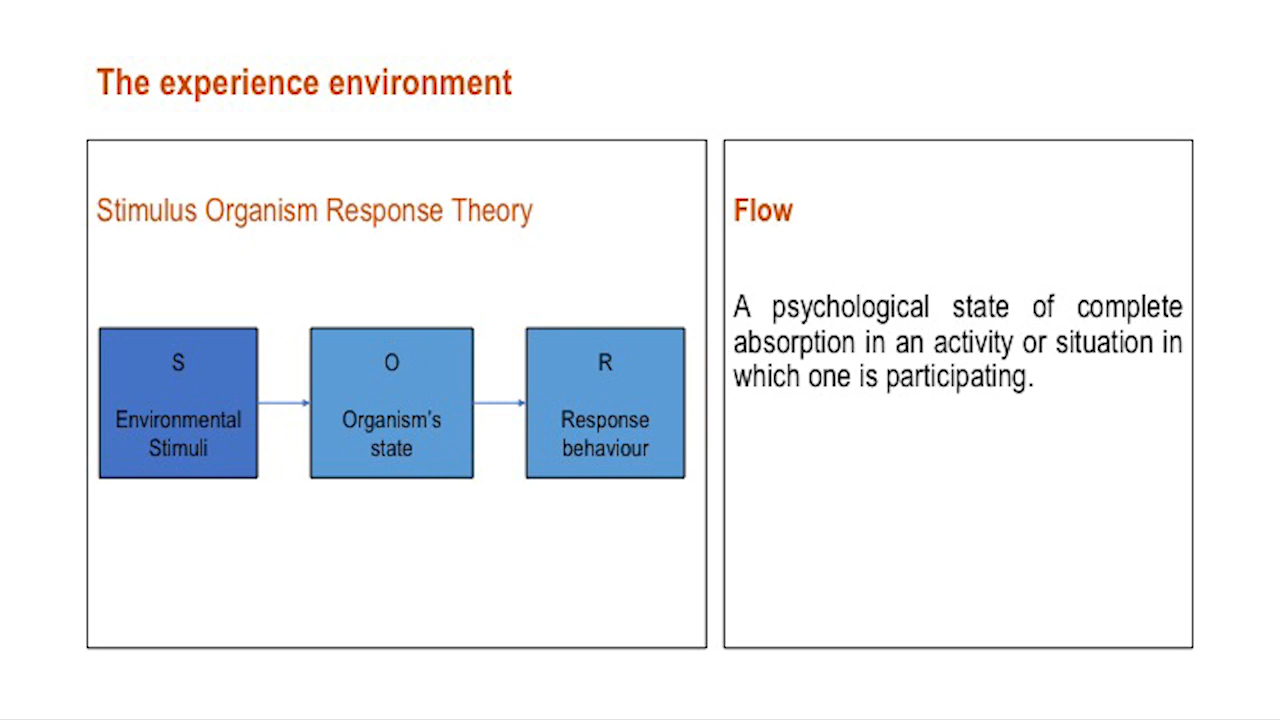 The experience environment
Stimulus Organism Response Theory
S
Environmental
Stimuli
O
Organism's
state
R
Response
behaviour
Flow
A psychological state of complete
absorption in an activity or situation in
which one is participating.